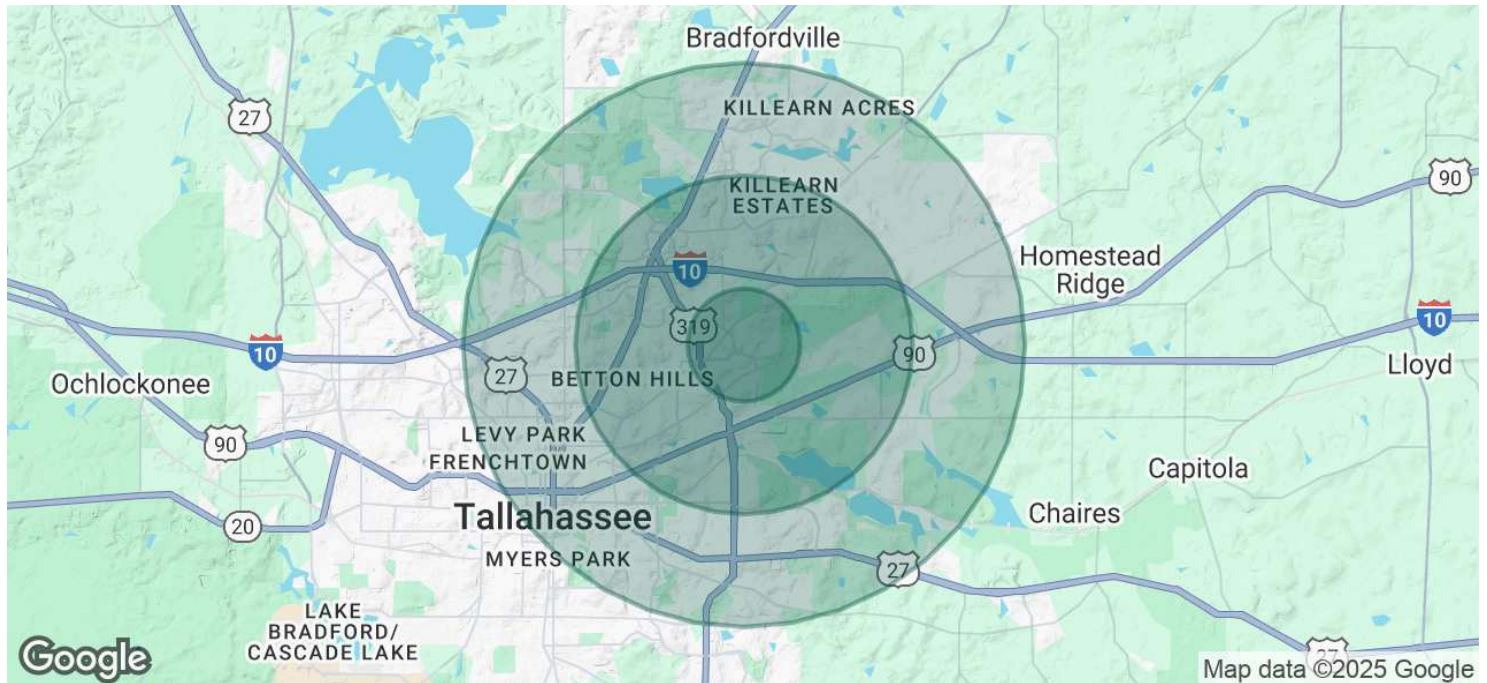 Bradfordville
27
KILLEARN ACRES
90
KILLEARN
ESTATES
10
Homestead
Ridge
319
10
10
90
Lloyd
27
BETTON HILLS
Ochlockonee
90
LEVY PARK
FRENCHTOWN
Capitola
20
Tallahassee
Chaires
MYERS PARK
27
LAKE
BRADFORD/
CASCADE LAKE
27
Google
Map data ©2025 Google